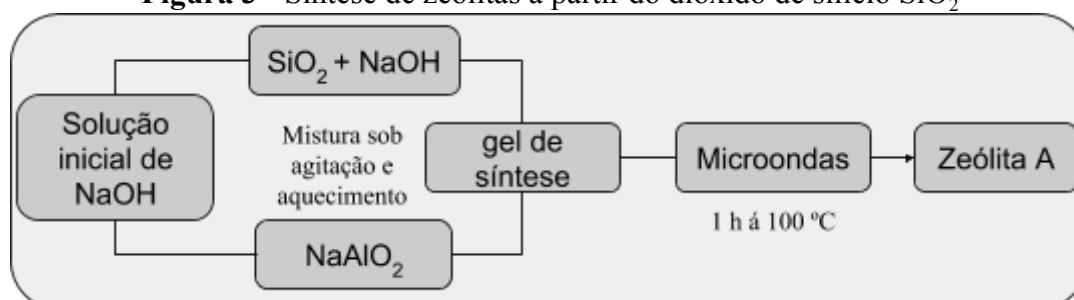 Figura 3 - Síntese de zeólitas a partir do dióxido de silício SiO₂
SiO₂ + NaOH
Solução
inicial de
NaOH
Mistura sob
agitação e
aquecimento
NaAlO₂
gel de
síntese
Microondas
1 h á 100 ºC
Zeólita A